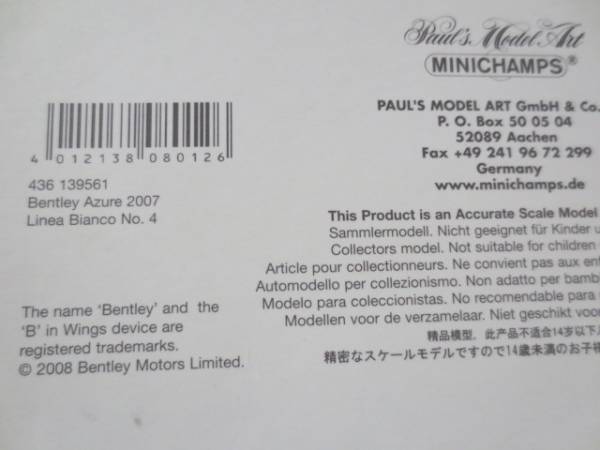 Paul's Model Art
MINICHAMPS®
PAUL'S MODEL ART GmbH & Co.
P. O. Box 50 05 04
52089 Aachen
Fax +49 241 96 72 299
Germany
www.minichamps.de
4 012138 080126
436 139561
Bentley Azure 2007
Linea Bianco No. 4
This Product is an Accurate Scale Model
Sammlermodell. Nicht geeignet für Kinder
Collectors model. Not suitable for children
Article pour collectionneurs. Ne convient pas aux
Automodello per collezionismo. Non adatto per
Modelo para coleccionistas. No recomendable para
Modellen voor de verzamelaar. Niet geschikt
精品模型，此产品不适合14岁以下
精密なスケールモデルですので14歳未満のお子様
The name ‘Bentley’ and the
‘B’ in Wings device are
registered trademarks.
© 2008 Bentley Motors Limited.